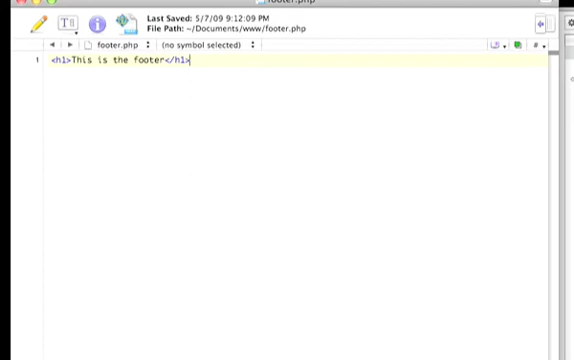 footer.php
Last Saved: 5/7/09 9:12:09 PM
File Path: ~/Documents/www/footer.php
footer.php
(no symbol selected)
#
1
<h1>This is the footer</h1>